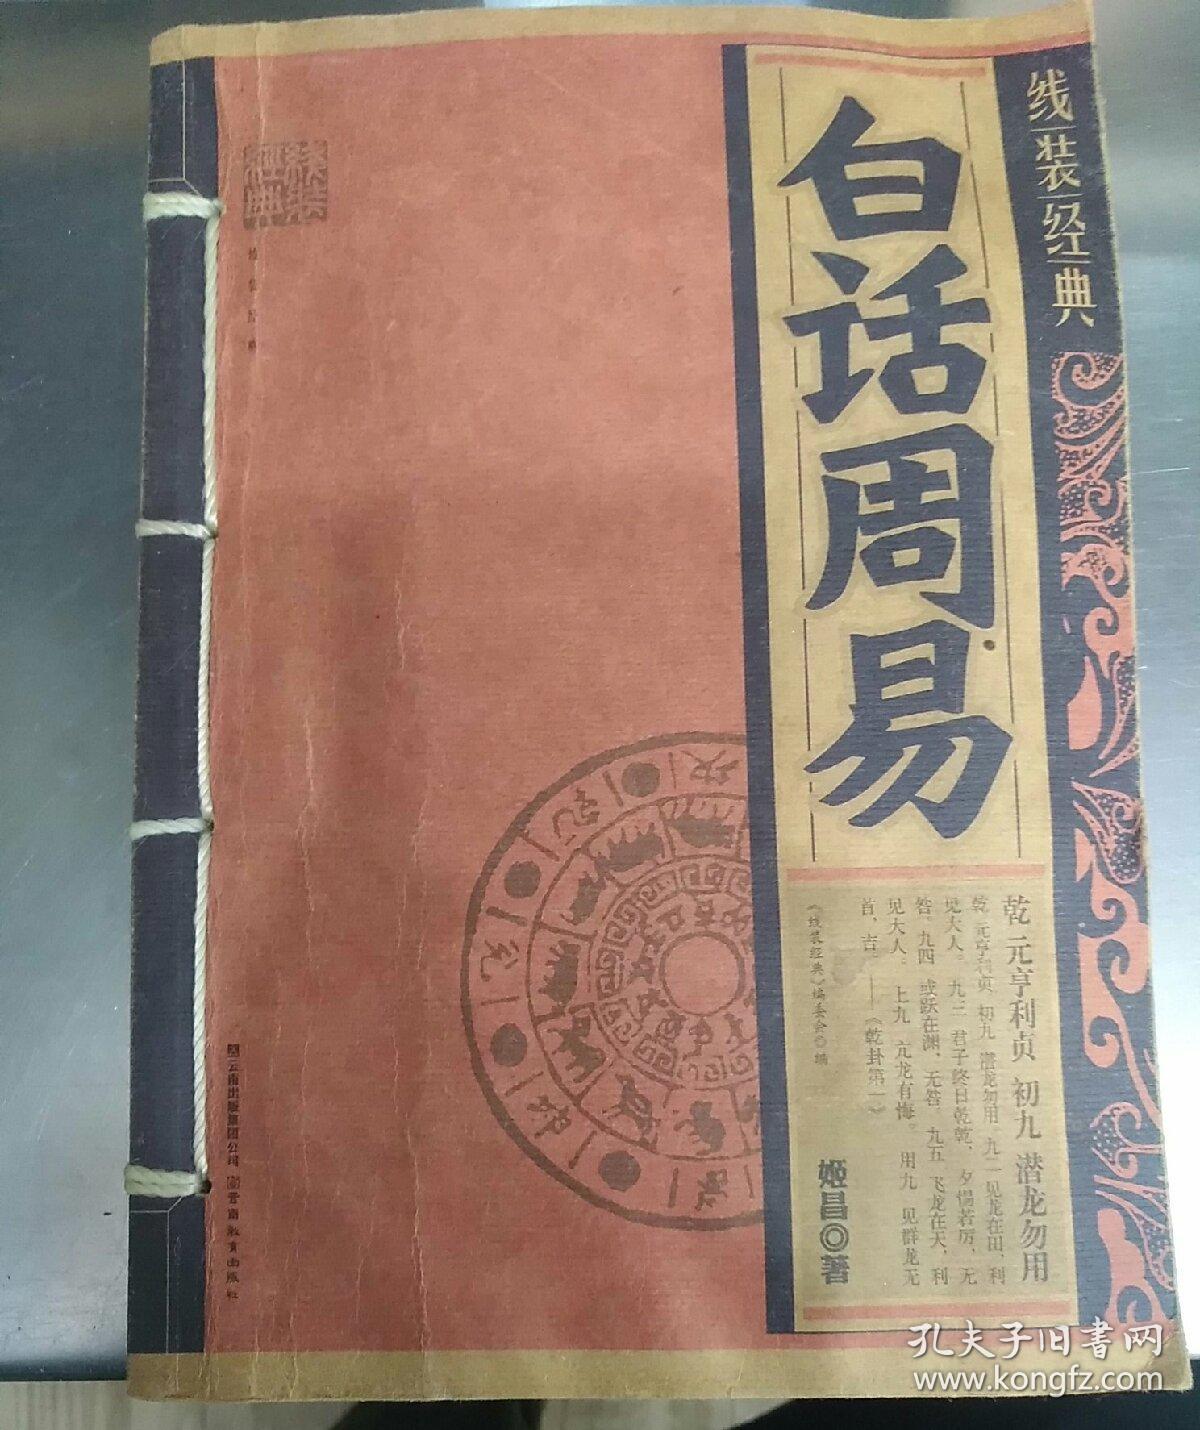 线装经典
白话周易
乾 元亨利贞 初九 潜龙勿用
乾 元亨利贞 初九 潜龙勿用。九二 见龙在田，利
见大人。九三 君子终日乾乾，夕惕若厉，无
咎。九四 或跃在渊，无咎。九五 飞龙在天，利
见大人。 上九 亢龙有悔。 用九 见群龙无
首，吉。——《乾卦第一》
《线装经典》编委会◎编
姬昌◎著
云南出版集团公司 云南教育出版社
孔夫子旧书网
www.kongfz.com